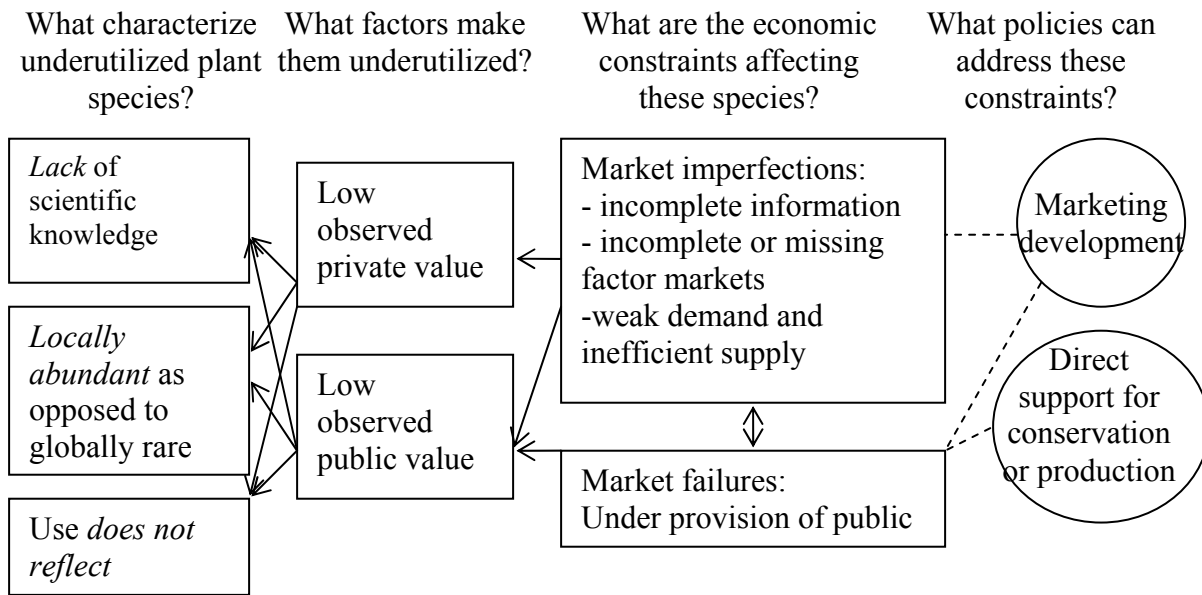 What characterize
underutilized plant
species?
What factors make
them underutilized?
What are the economic
constraints affecting
these species?
What policies can
address these
constraints?
Lack of
scientific
knowledge
Locally
abundant as
opposed to
globally rare
Use does not
reflect
Low
observed
private value
Low
observed
public value
Market imperfections:
- incomplete information
- incomplete or missing
factor markets
-weak demand and
inefficient supply
Market failures:
Under provision of public
Marketing
development
Direct
support for
conservation
or production